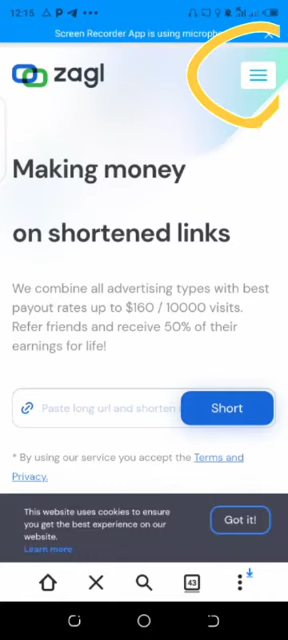 12:15
Screen Recorder App is using microph
zagl
Making money
on shortened links
We combine all advertising types with best
payout rates up to $160 / 10000 visits.
Refer friends and receive 50% of their
earnings for life!
Paste long url and shorten
Short
* By using our service you accept the Terms and
Privacy.
This website uses cookies to ensure
you get the best experience on our
website.
Learn more
Got it!
43